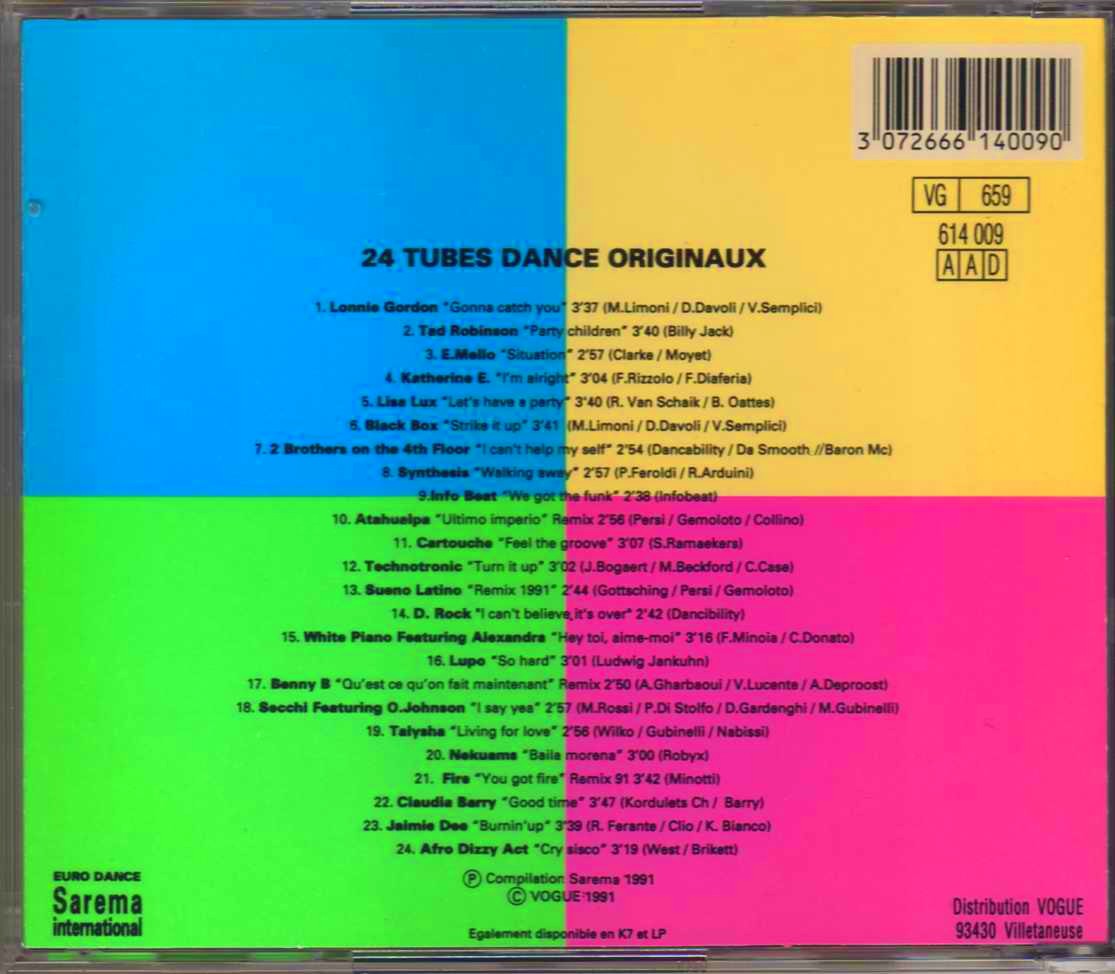 3 072666 140090
VG 659
614 009
A A D
24 TUBES DANCE ORIGINAUX
1. Lonnie Gordon "Gonna catch you" 3'37 (M.Limoni / D.Davoli / V.Semplici)
2. Tad Robinson "Party children" 3'40 (Billy Jack)
3. E.Mello "Situation" 2'57 (Clarke / Moyet)
4. Katherine E. "I'm alright" 3'04 (F.Rizzolo / F.Diaferia)
5. Lisa Lux "Let's have a party" 3'40 (R. Van Schaik / B. Oattes)
6. Black Box "Strike it up" 3'41 (M.Limoni / D.Davoli / V.Semplici)
7. 2 Brothers on the 4th Floor "I can't help my self" 2'54 (Dancability / Da Smooth //Baron Mc)
8. Synthesis "Walking away" 2'57 (P.Feroldi / R.Arduini)
9.Info Beat "We got the funk" 2'38 (Infobeat)
10. Atahualpa "Ultimo imperio" Remix 2'56 (Persi / Gemoloto / Collino)
11. Cartouche "Feel the groove" 3'07 (S.Ramaekers)
12. Technotronic "Turn it up" 3'02 (J.Bogaert / M.Beckford / C.Case)
13. Sueno Latino "Remix 1991" 2'44 (Gottsching / Persi / Gemoloto)
14. D. Rock "I can't believe it's over" 2'42 (Dancibility)
15. White Piano Featuring Alexandra "Hey toi, aime-moi" 3'16 (F.Minoia / C.Donato)
16. Lupo "So hard" 3'01 (Ludwig Jankuhn)
17. Benny B "Qu'est ce qu'on fait maintenant" Remix 2'50 (A.Gharbaoui / V.Lucente / A.Deproost)
18. Secchi Featuring O.Johnson "I say yea" 2'57 (M.Rossi / P.Di Stolfo / D.Gardenghi / M.Gubinelli)
19. Talysha "Living for love" 2'56 (Wilko / Gubinelli / Nabissi)
20. Nekuams "Baila morena" 3'00 (Robyx)
21. Fire "You got fire" Remix 91 3'42 (Minotti)
22. Claudia Barry "Good time" 3'47 (Kordulets Ch / Barry)
23. Jaimie Dee "Burnin'up" 3'39 (R. Ferante / Clio / K. Bianco)
24. Afro Dizzy Act "Cry sisco" 3'19 (West / Brikett)
Ⓟ Compilation Sarema 1991
© VOGUE 1991
Egalement disponible en K7 et LP
EURO DANCE
Sarema
international
Distribution VOGUE
93430 Villetaneuse